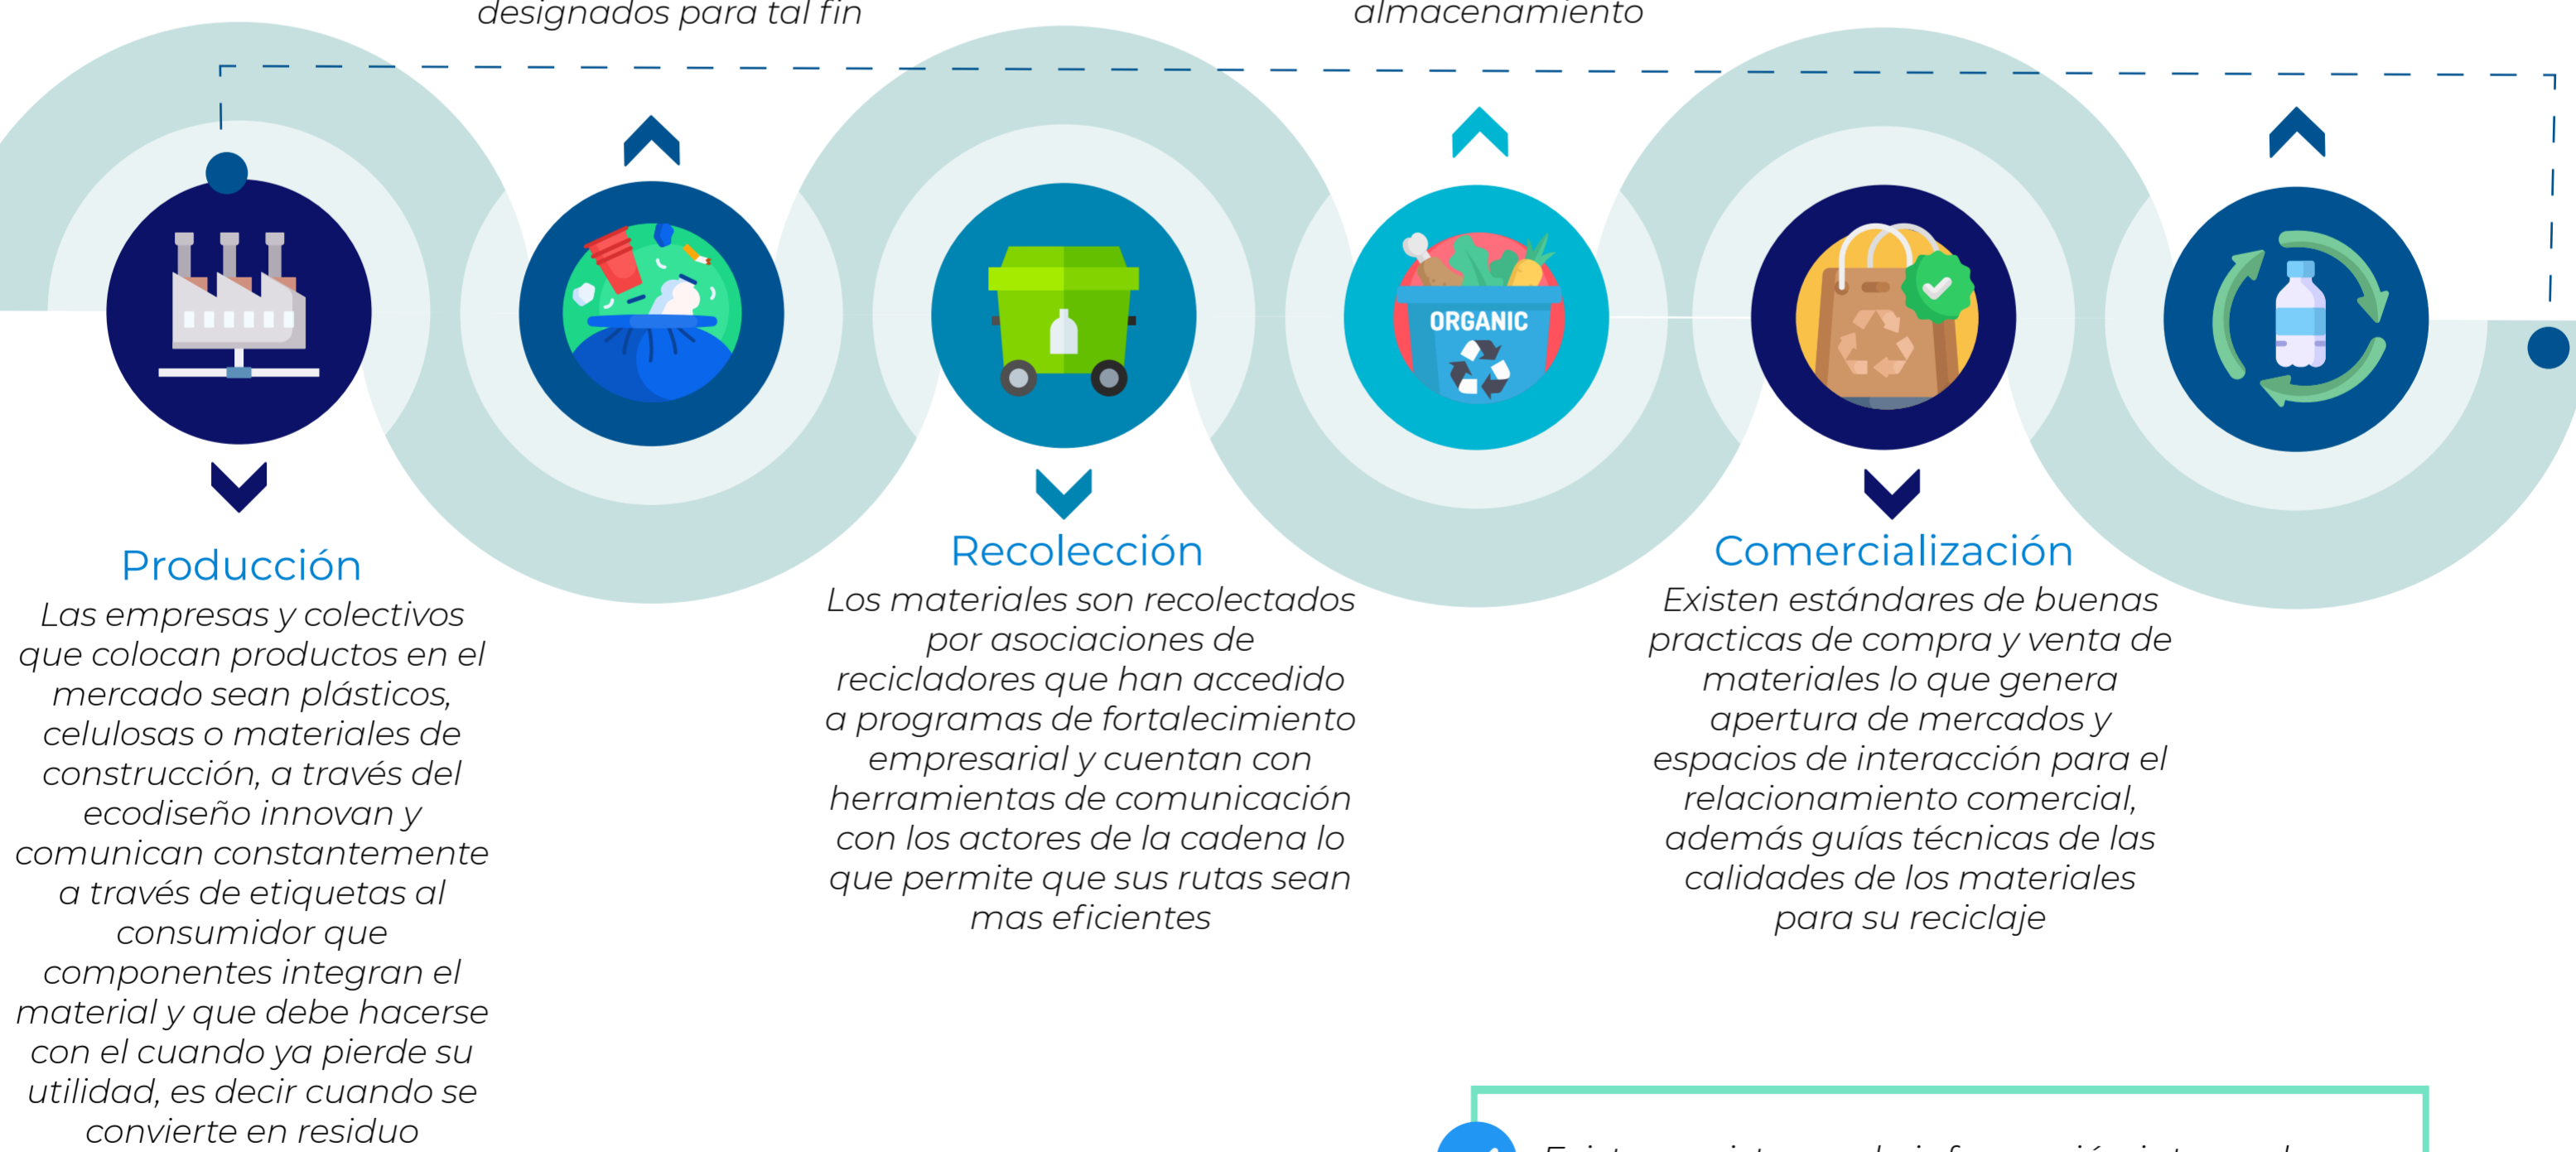 designados para tal fin
almacenamiento
ORGANIC
Producción
Las empresas y colectivos
que colocan productos en el
mercado sean plásticos,
celulosas o materiales de
construcción, a través del
ecodiseño innovan y
comunican constantemente
a través de etiquetas al
consumidor que
componentes integran el
material y que debe hacerse
con el cuando ya pierde su
utilidad, es decir cuando se
convierte en residuo
Recolección
Los materiales son recolectados
por asociaciones de
recicladores que han accedido
a programas de fortalecimiento
empresarial y cuentan con
herramientas de comunicación
con los actores de la cadena lo
que permite que sus rutas sean
mas eficientes
Comercialización
Existen estándares de buenas
practicas de compra y venta de
materiales lo que genera
apertura de mercados y
espacios de interacción para el
relacionamiento comercial,
además guías técnicas de las
calidades de los materiales
para su reciclaje